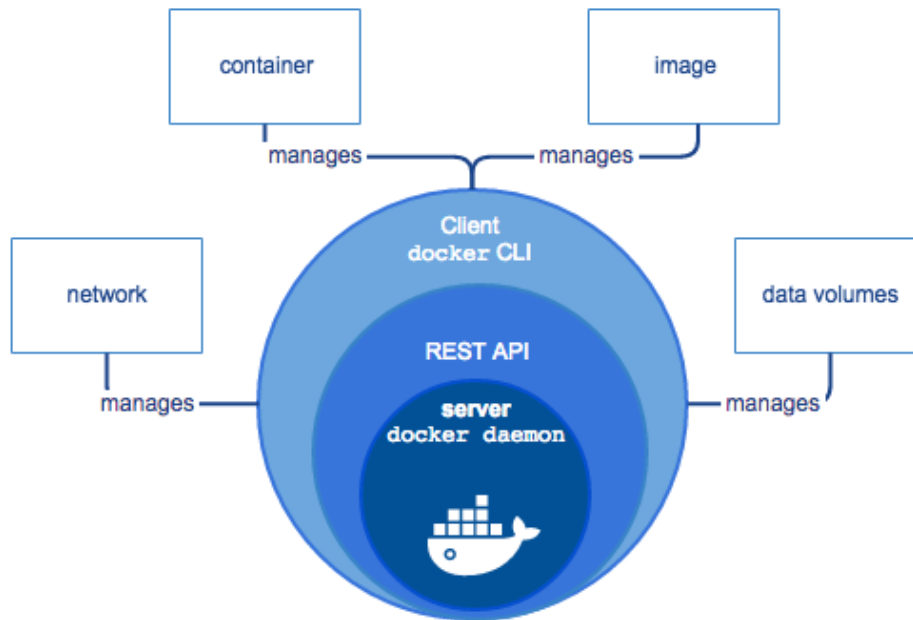 container
image
manages
manages
Client
docker CLI
network
data volumes
REST API
manages
manages
server
docker daemon